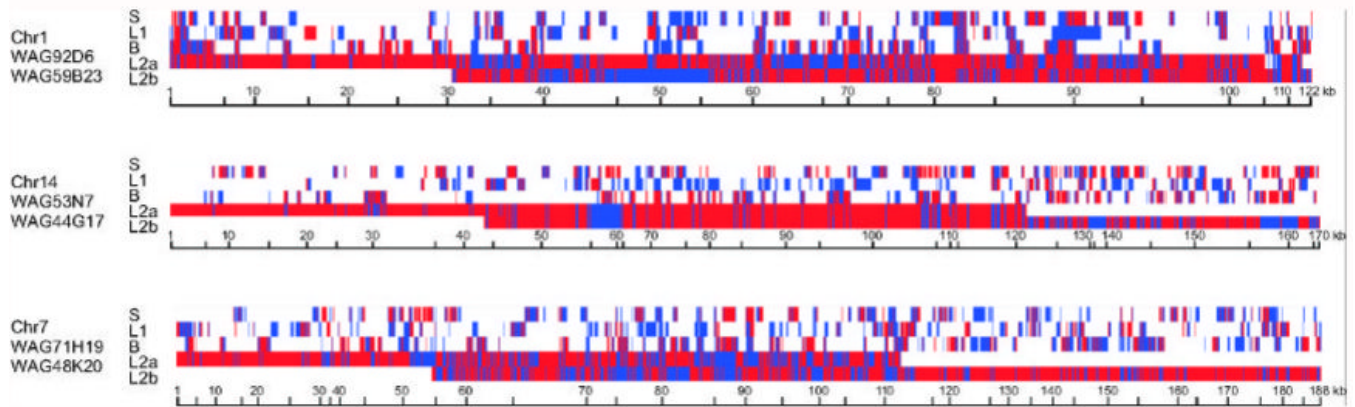 S
Chr1 L1
WAG92D6 B
L2a
WAG59B23 L2b
1 10 20 30 40 50 60 70 80 90 100 110 122 kb
S
Chr14 L1
WAG53N7 B
L2a
WAG44G17 L2b
1 10 20 30 40 50 60 70 80 90 100 110 120 130 140 150 160 170 kb
S
Chr7 L1
WAG71H19 B
L2a
WAG48K20 L2b
1 10 20 30 40 50 60 70 80 90 100 110 120 130 140 150 160 170 180 188 kb